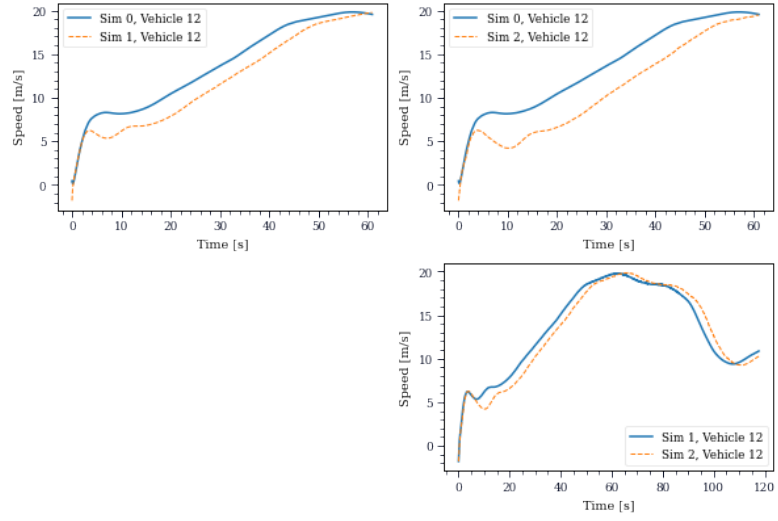 20
15
10
5
0
Speed [m/s]
Sim 0, Vehicle 12
Sim 1, Vehicle 12
0 10 20 30 40 50 60
Time [s]
20
15
10
5
0
Speed [m/s]
Sim 0, Vehicle 12
Sim 2, Vehicle 12
0 10 20 30 40 50 60
Time [s]
20
15
10
5
0
Speed [m/s]
Sim 1, Vehicle 12
Sim 2, Vehicle 12
0 20 40 60 80 100 120
Time [s]